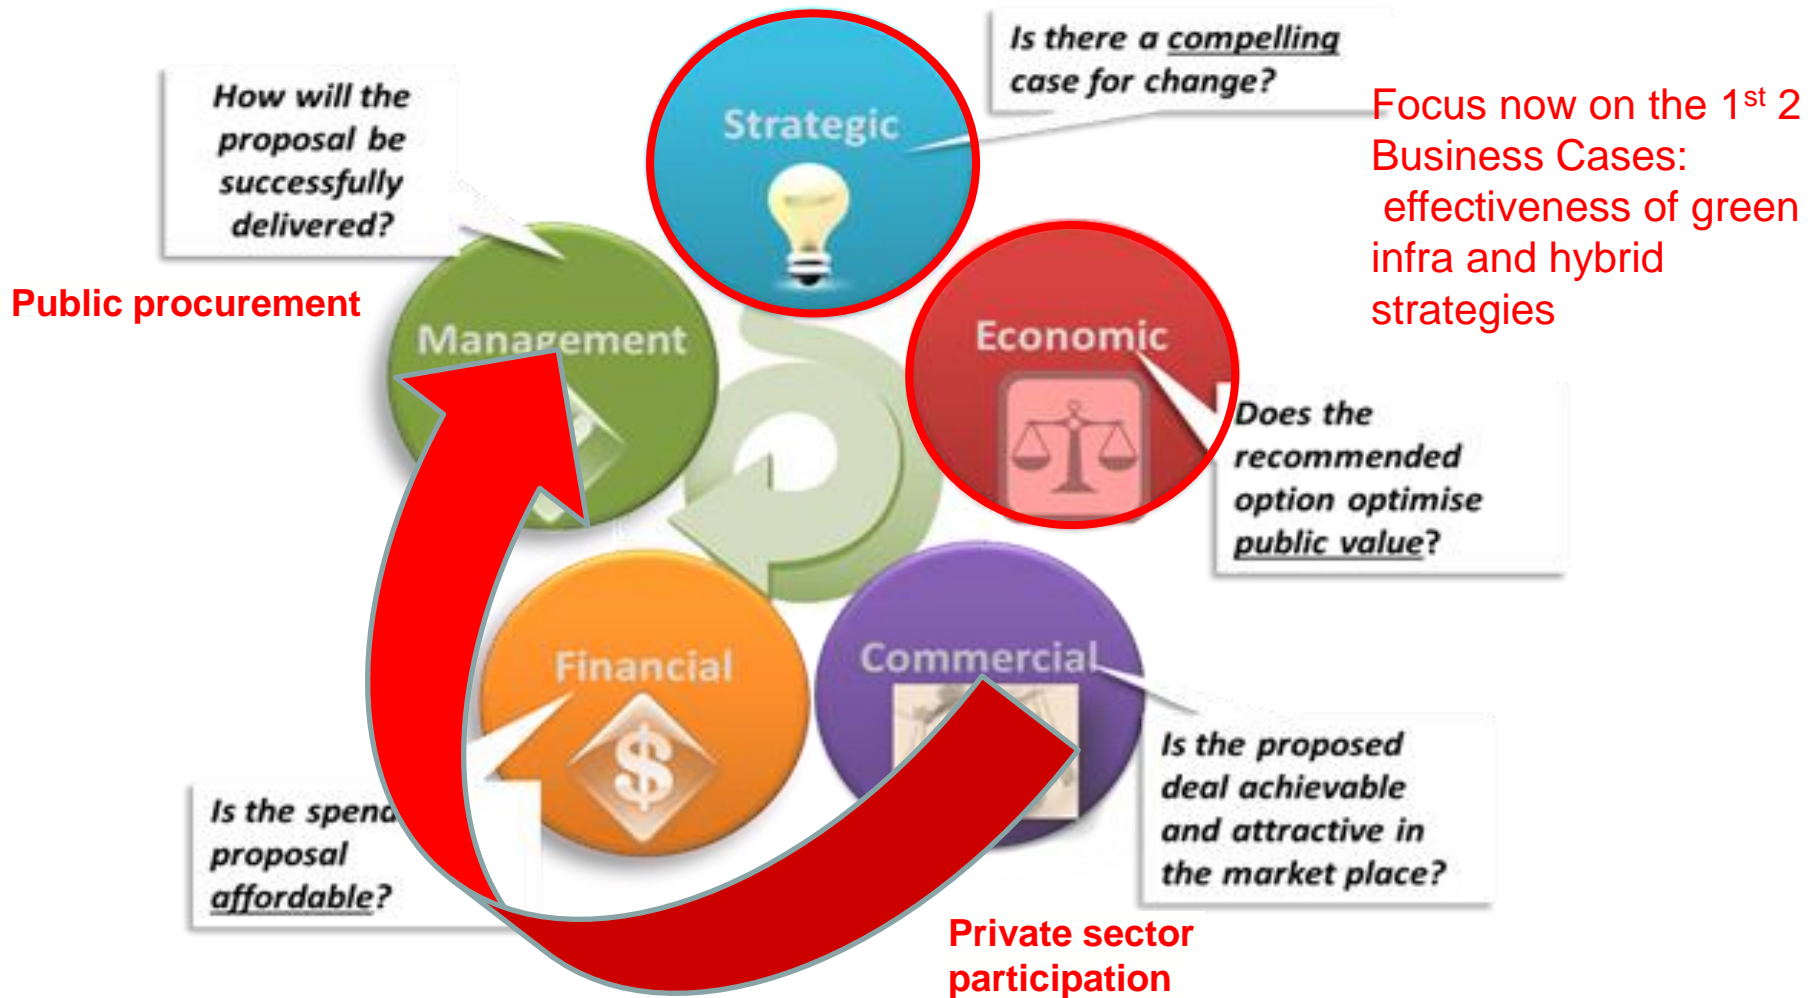 Is there a compelling
case for change?
How will the
proposal be
successfully
delivered?
Strategic
Focus now on the 1st 2
Business Cases:
effectiveness of green
infra and hybrid
strategies
Public procurement
Management
Economic
Does the
recommended
option optimise
public value?
Financial
$
Commercial
Is the proposed
deal achievable
and attractive in
the market place?
Is the spend
proposal
affordable?
Private sector
participation